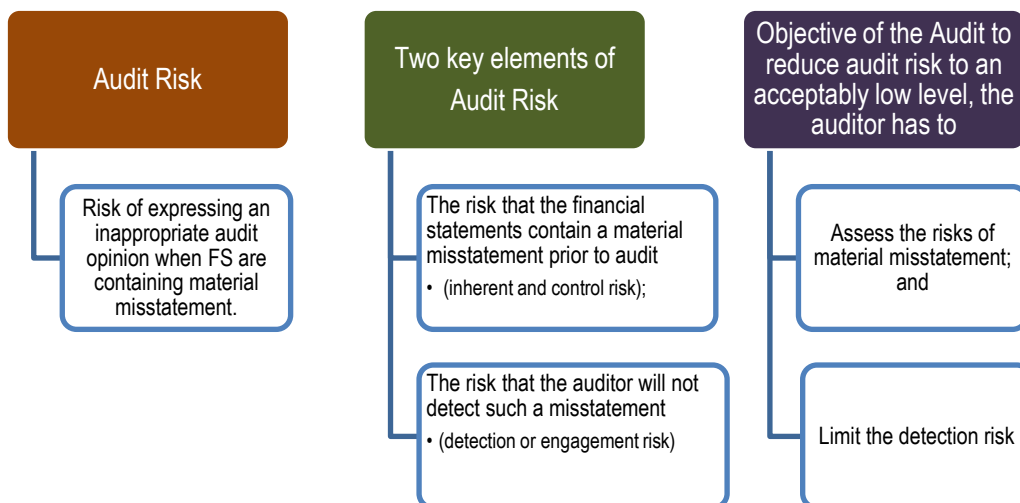 Audit Risk
Risk of expressing an
inappropriate audit
opinion when FS are
containing material
misstatement.
Two key elements of
Audit Risk
The risk that the financial
statements contain a material
misstatement prior to audit
• (inherent and control risk);
The risk that the auditor will not
detect such a misstatement
• (detection or engagement risk)
Objective of the Audit to
reduce audit risk to an
acceptably low level, the
auditor has to
Assess the risks of
material misstatement;
and
Limit the detection risk